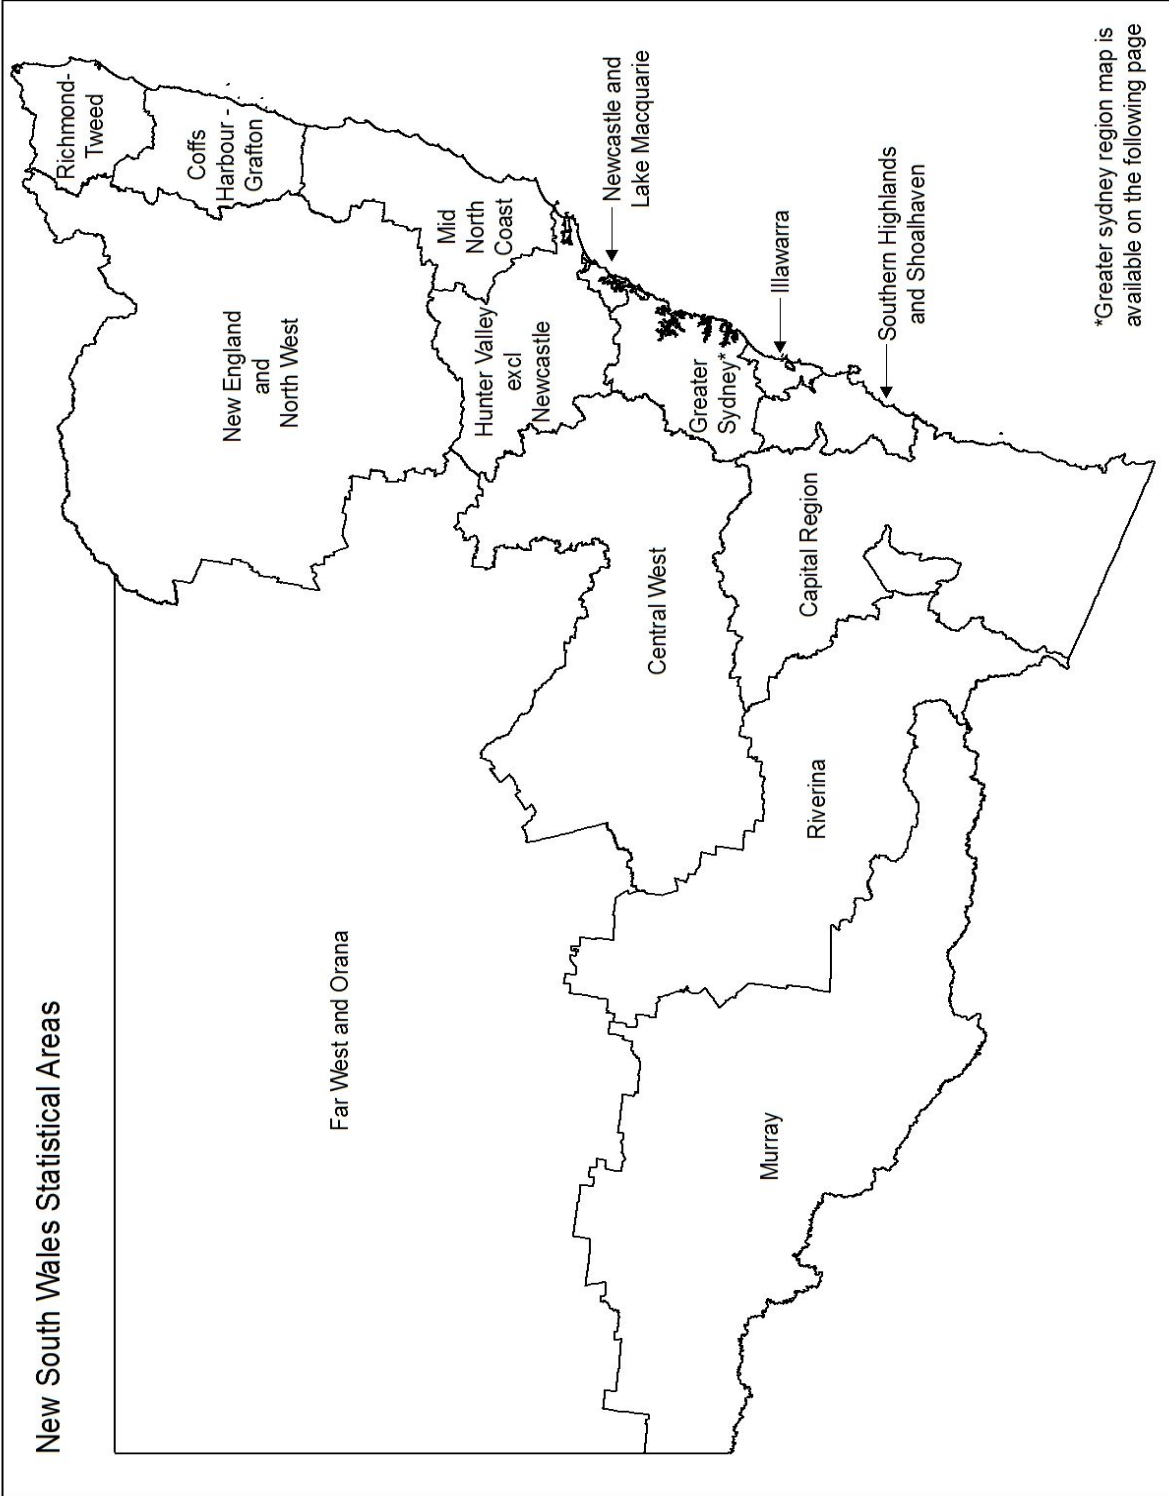 New South Wales Statistical Areas
Richmond-
Tweed
Coffs
Harbour -
Grafton
New England
and
North West
Mid
North
Coast
Far West and Orana
Hunter Valley
excl
Newcastle
Newcastle and
Lake Macquarie
Central West
Greater
Sydney*
Illawarra
Southern Highlands
and Shoalhaven
Capital Region
Riverina
Murray
*Greater sydney region map is
available on the following page